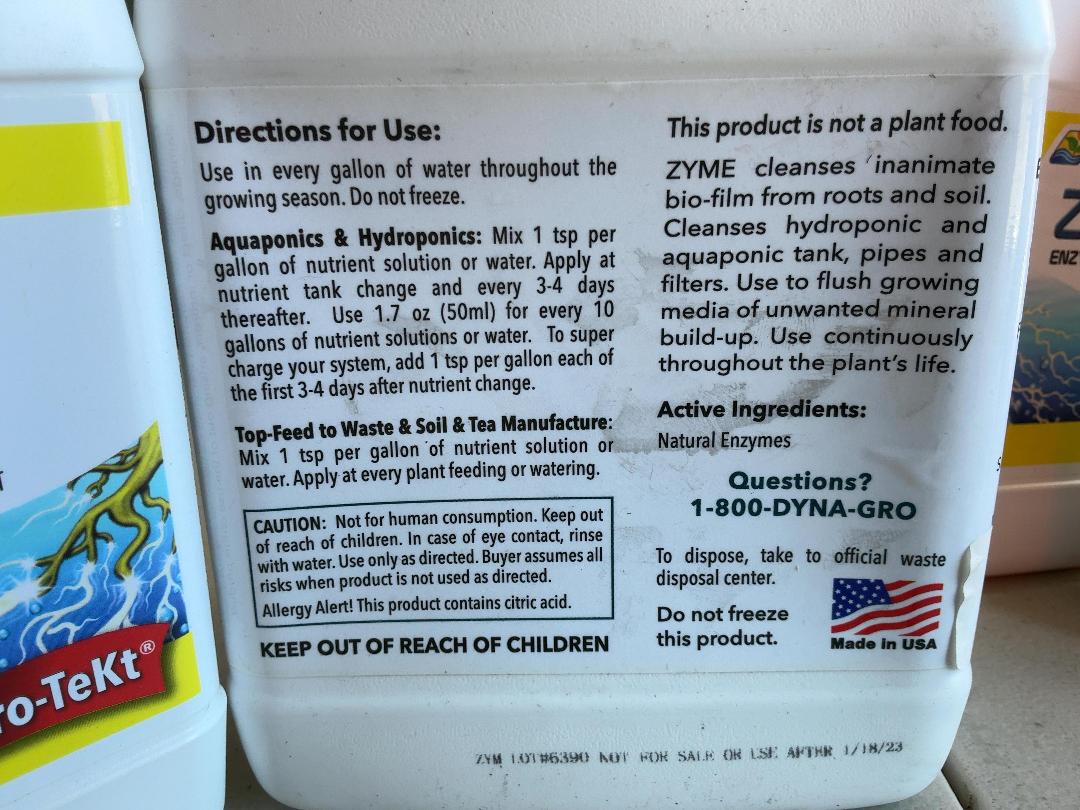 Directions for Use:
Use in every gallon of water throughout the
growing season. Do not freeze.
Aquaponics & Hydroponics: Mix 1 tsp per
gallon of nutrient solution or water. Apply at
nutrient tank change and every 3-4 days
thereafter. Use 1.7 oz (50ml) for every 10
gallons of nutrient solutions or water. To super
charge your system, add 1 tsp per gallon each of
the first 3-4 days after nutrient change.
Top-Feed to Waste & Soil & Tea Manufacture:
Mix 1 tsp per gallon of nutrient solution or
water. Apply at every plant feeding or watering.
CAUTION: Not for human consumption. Keep out
of reach of children. In case of eye contact, rinse
with water. Use only as directed. Buyer assumes all
risks when product is not used as directed.
Allergy Alert! This product contains citric acid.
KEEP OUT OF REACH OF CHILDREN
This product is not a plant food.
ZYME cleanses inanimate
bio-film from roots and soil.
Cleanses hydroponic and
aquaponic tank, pipes and
filters. Use to flush growing
media of unwanted mineral
build-up. Use continuously
throughout the plant's life.
Active Ingredients:
Natural Enzymes
Questions?
1-800-DYNA-GRO
To dispose, take to official waste
disposal center.
Do not freeze
this product.
Made in USA
ZYM LOT#6390 NOT FOR SALE OR USE AFTER 1/18/23
ro-TeKt®
Z
ENZ